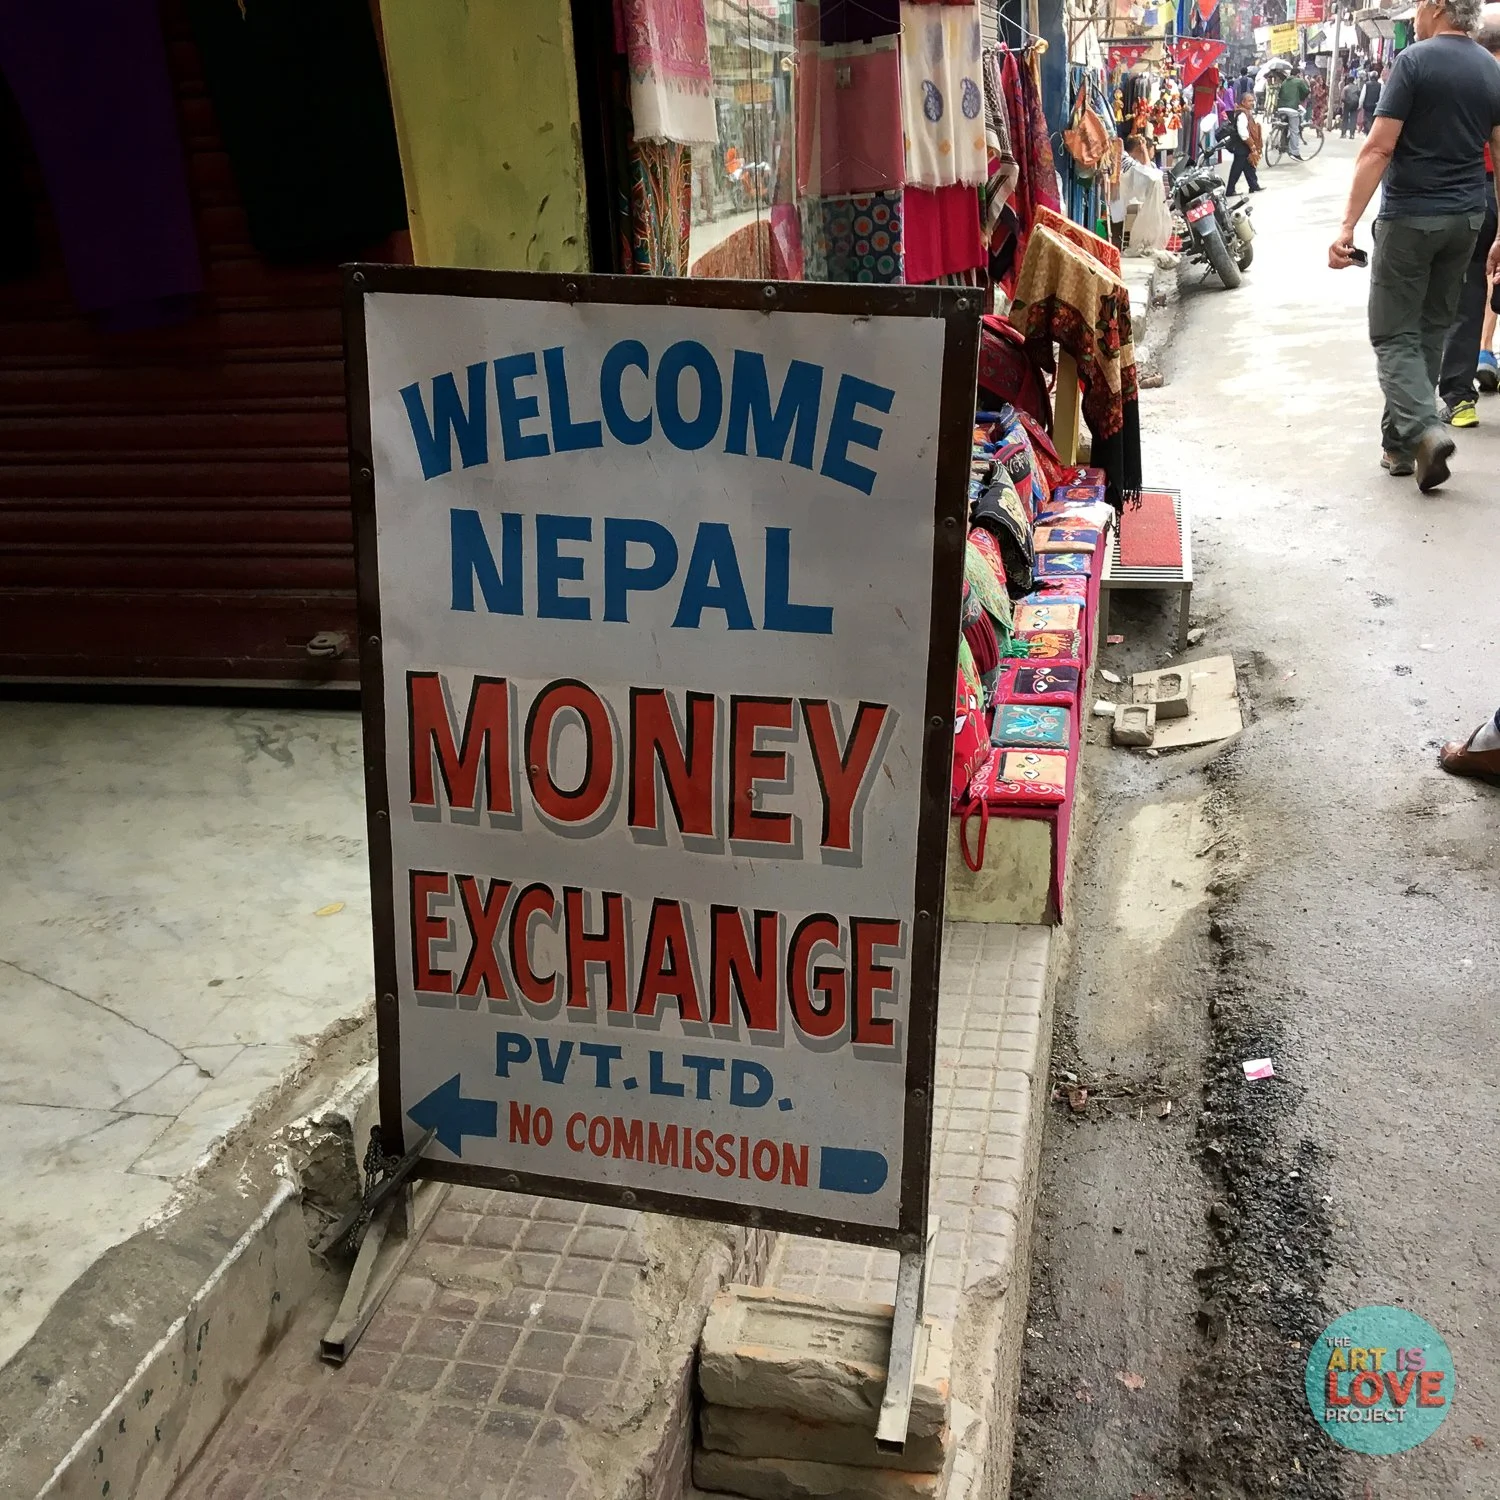 WELCOME
NEPAL
MONEY
EXCHANGE
PVT. LTD.
NO COMMISSION
THE
ART IS
LOVE
PROJECT